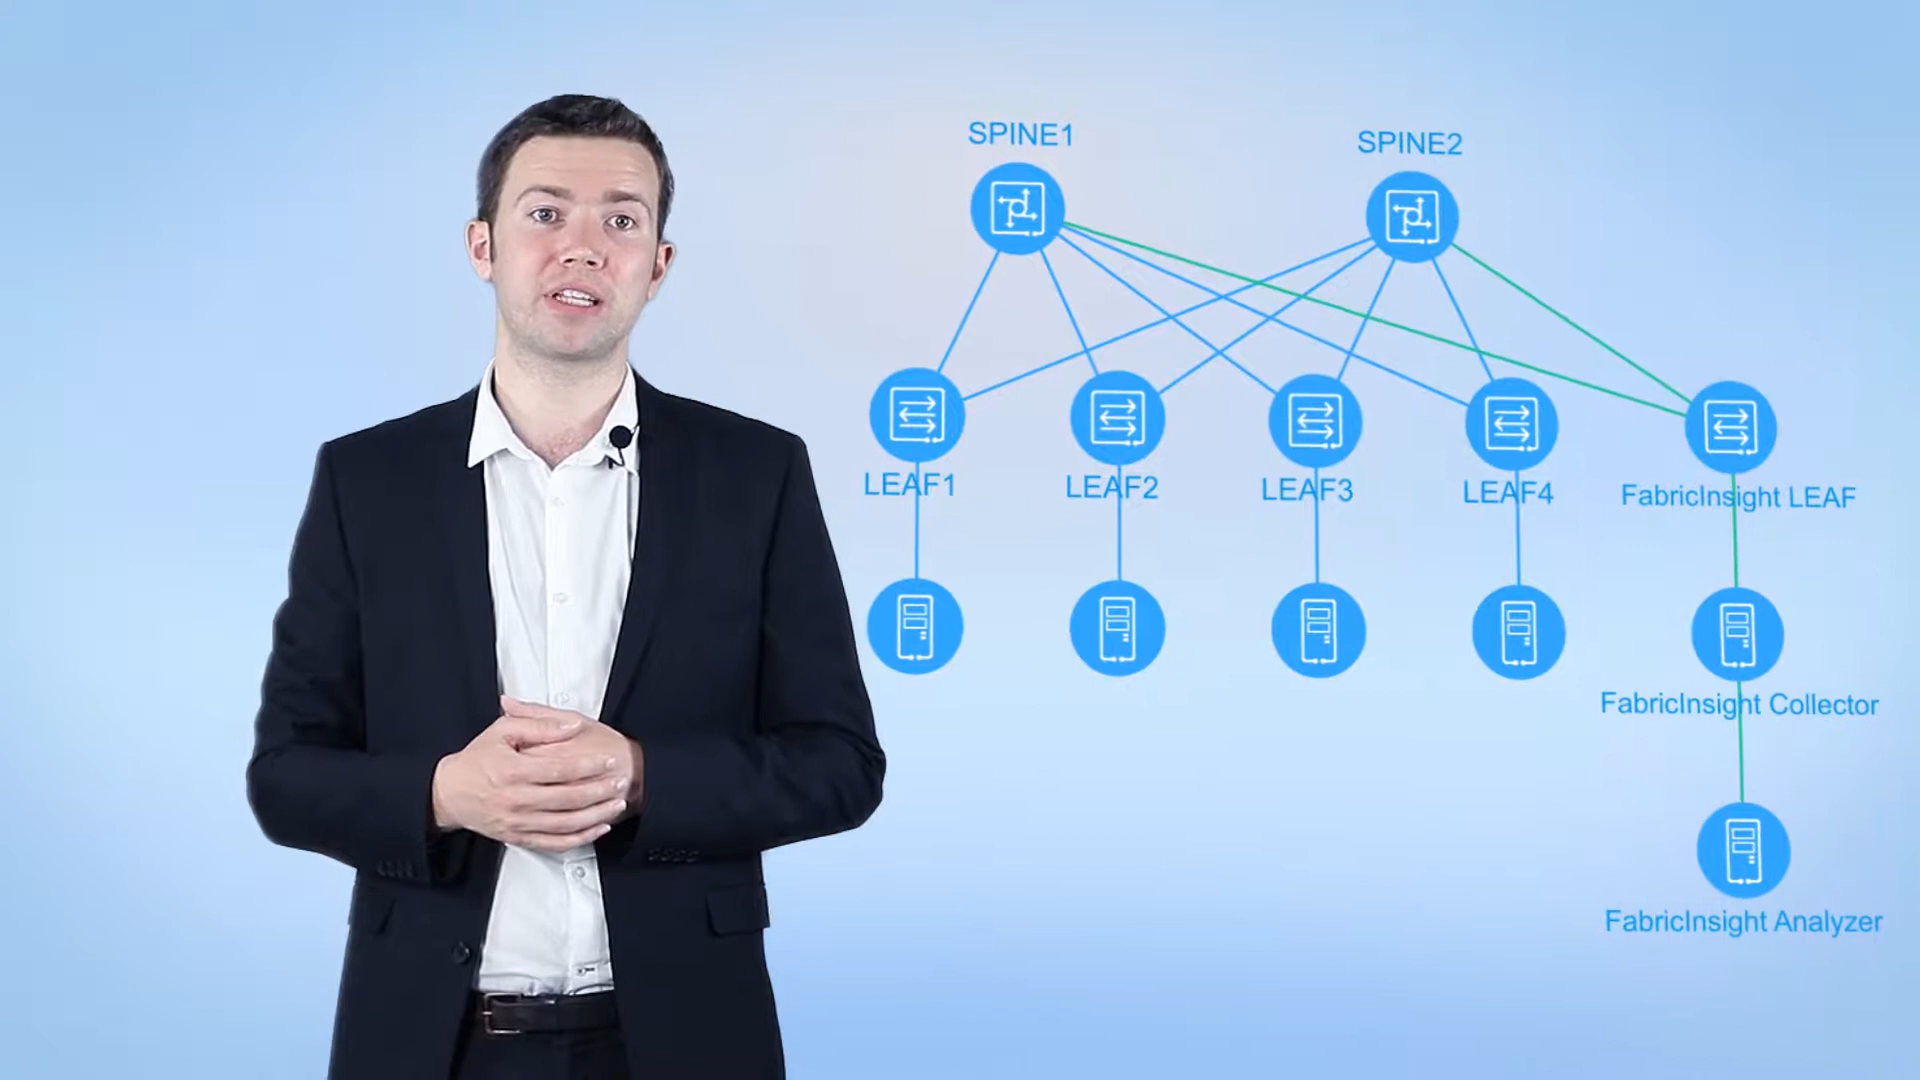 SPINE1
SPINE2
LEAF1
LEAF2
LEAF3
LEAF4
FabricInsight LEAF
FabricInsight Collector
FabricInsight Analyzer